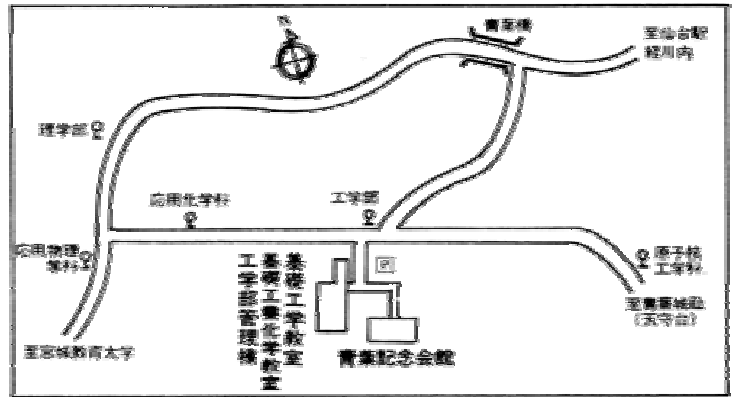 N
青葉橋
至仙台駅
経川内
理学部
応用化学科
工学部
応用物理
学科
原子核
工学科
至青葉城趾
(天守台)
基礎工学教室
基礎工業化学教室
工学部管理棟
青葉記念会館
至宮城教育大学